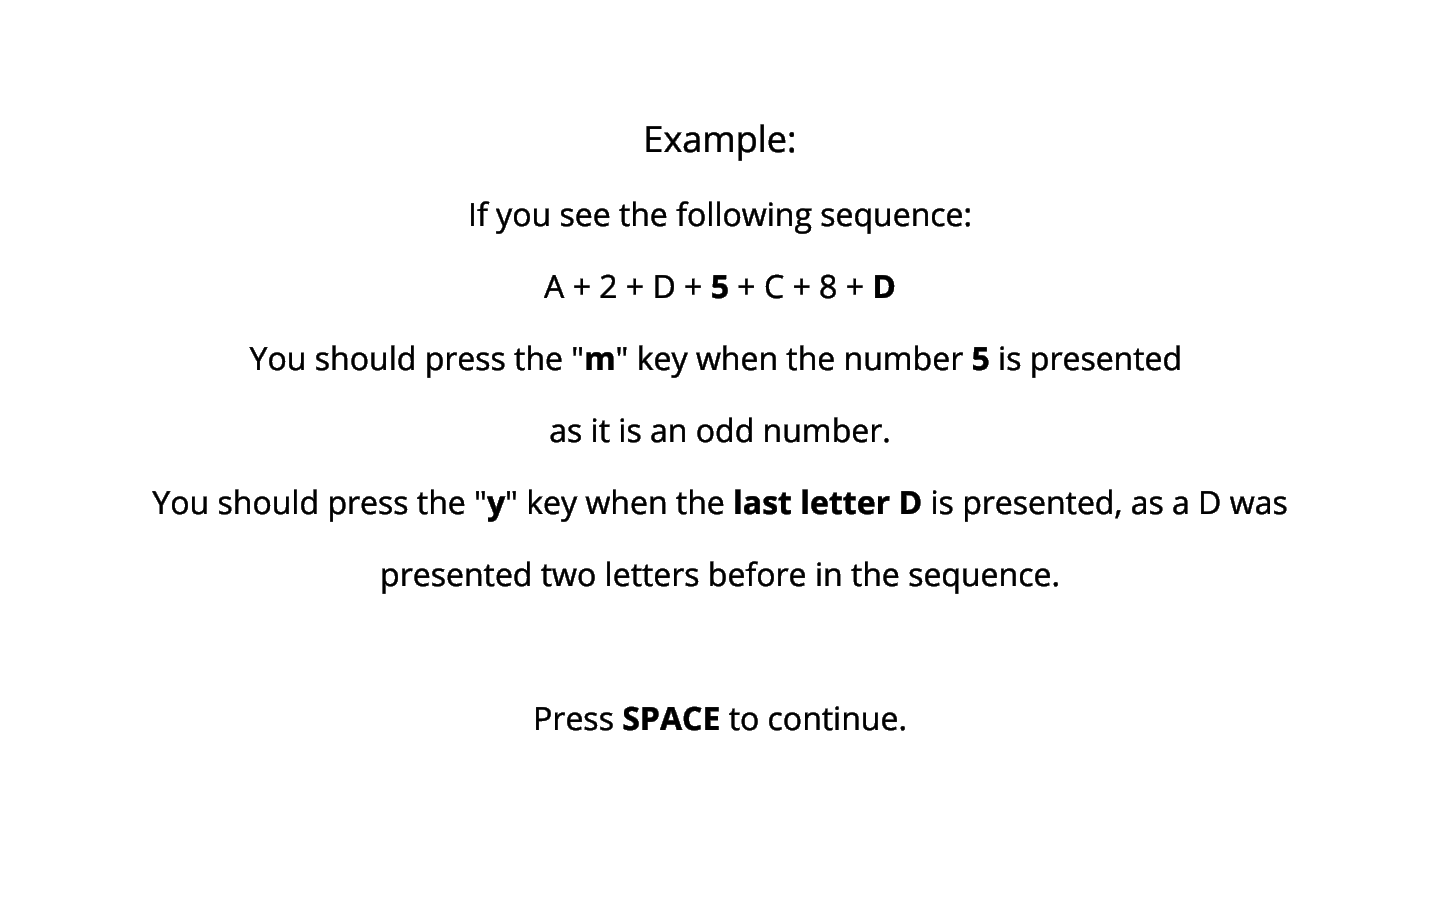 Example:
If you see the following sequence:
A + 2 + D + 5 + C + 8 + D
You should press the "m" key when the number 5 is presented
as it is an odd number.
You should press the "y" key when the last letter D is presented, as a D was
presented two letters before in the sequence.
Press SPACE to continue.